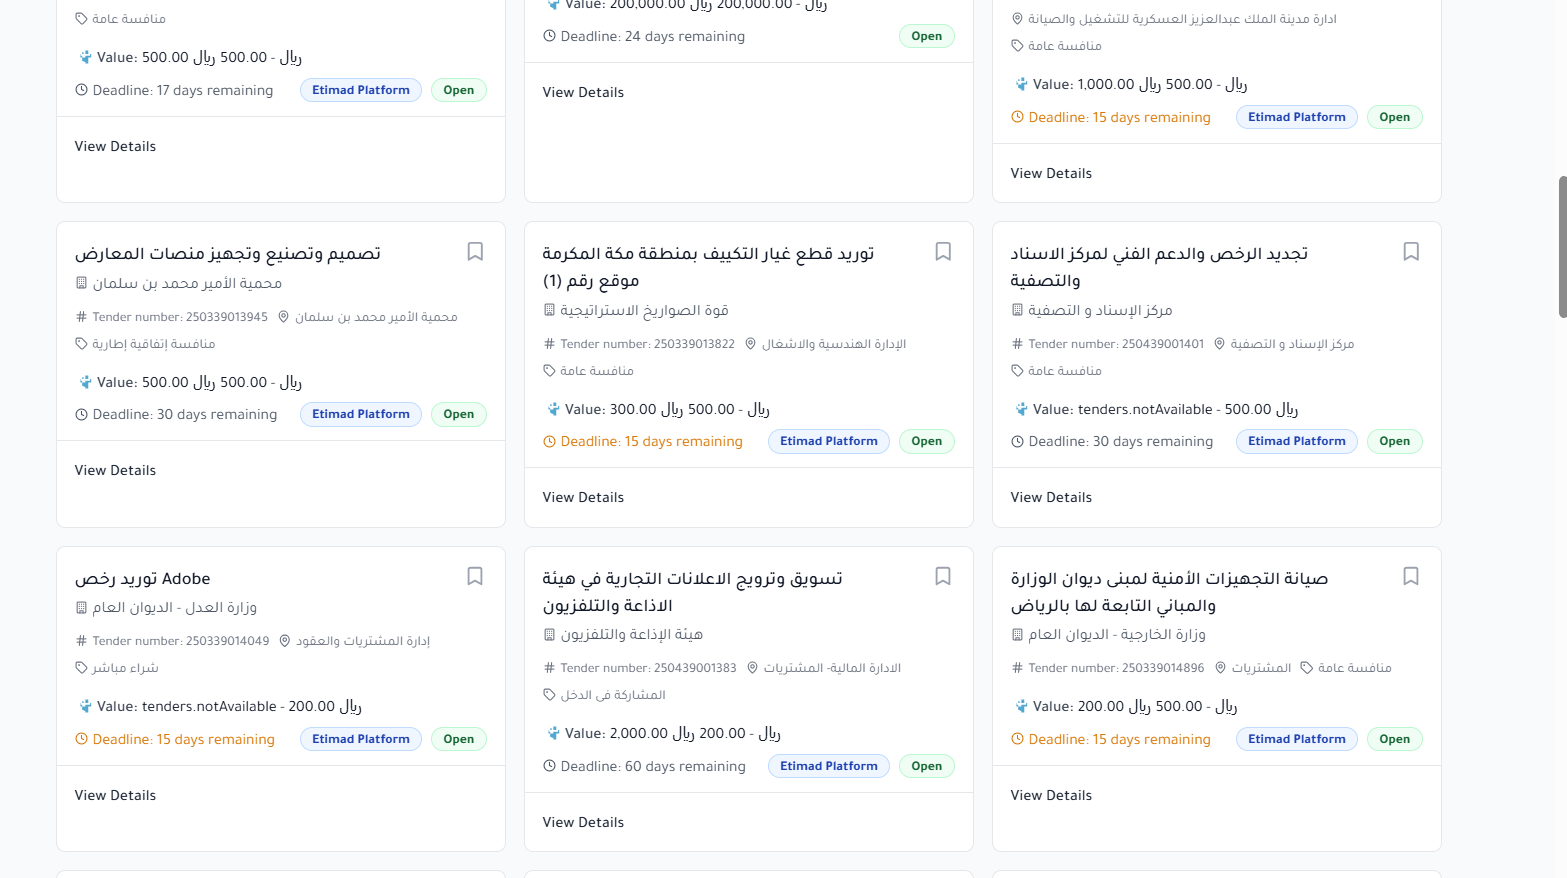 منافسة عامة
Value: 500.00 ريال - 500.00 ريال
Deadline: 17 days remaining Etimad Platform Open
View Details
Value: 200,000.00 ريال - 200,000.00 ريال
Deadline: 24 days remaining Open
View Details
ادارة مدينة الملك عبدالعزيز العسكرية للتشغيل والصيانة
منافسة عامة
Value: 1,000.00 ريال 500.00 - ريال
Deadline: 15 days remaining Etimad Platform Open
View Details
تصميم وتصنيع وتجهيز منصات المعارض
محمية الأمير محمد بن سلمان
Tender number: 250339013945 محمية الأمير محمد بن سلمان
منافسة إتفاقية إطارية
Value: 500.00 ريال 500.00 - ريال
Deadline: 30 days remaining Etimad Platform Open
View Details
توريد قطع غيار التكييف بمنطقة مكة المكرمة
موقع رقم (1)
قوة الصواريخ الاستراتيجية
Tender number: 250339013822 الإدارة الهندسية والاشغال
منافسة عامة
Value: 300.00 ريال 500.00 - ريال
Deadline: 15 days remaining Etimad Platform Open
View Details
تجديد الرخص والدعم الفني لمركز الاسناد
والتصفية
مركز الإسناد و التصفية
Tender number: 250439001401 مركز الإسناد و التصفية
منافسة عامة
Value: tenders.notAvailable - 500.00 ريال
Deadline: 30 days remaining Etimad Platform Open
View Details
توريد رخص Adobe
وزارة العدل - الديوان العام
Tender number: 250339014049 إدارة المشتريات والعقود
شراء مباشر
Value: tenders.notAvailable - 200.00 ريال
Deadline: 15 days remaining Etimad Platform Open
View Details
تسويق وترويج الاعلانات التجارية في هيئة
الاذاعة والتلفزيون
هيئة الإذاعة والتلفزيون
Tender number: 250439001383 الادارة المالية- المشتريات
المشاركة فى الدخل
Value: 2,000.00 ريال 200.00 - ريال
Deadline: 60 days remaining Etimad Platform Open
View Details
صيانة التجهيزات الأمنية لمبنى ديوان الوزارة
والمباني التابعة لها بالرياض
وزارة الخارجية - الديوان العام
Tender number: 250339014896 المشتريات منافسة عامة
Value: 200.00 ريال 500.00 - ريال
Deadline: 15 days remaining Etimad Platform Open
View Details